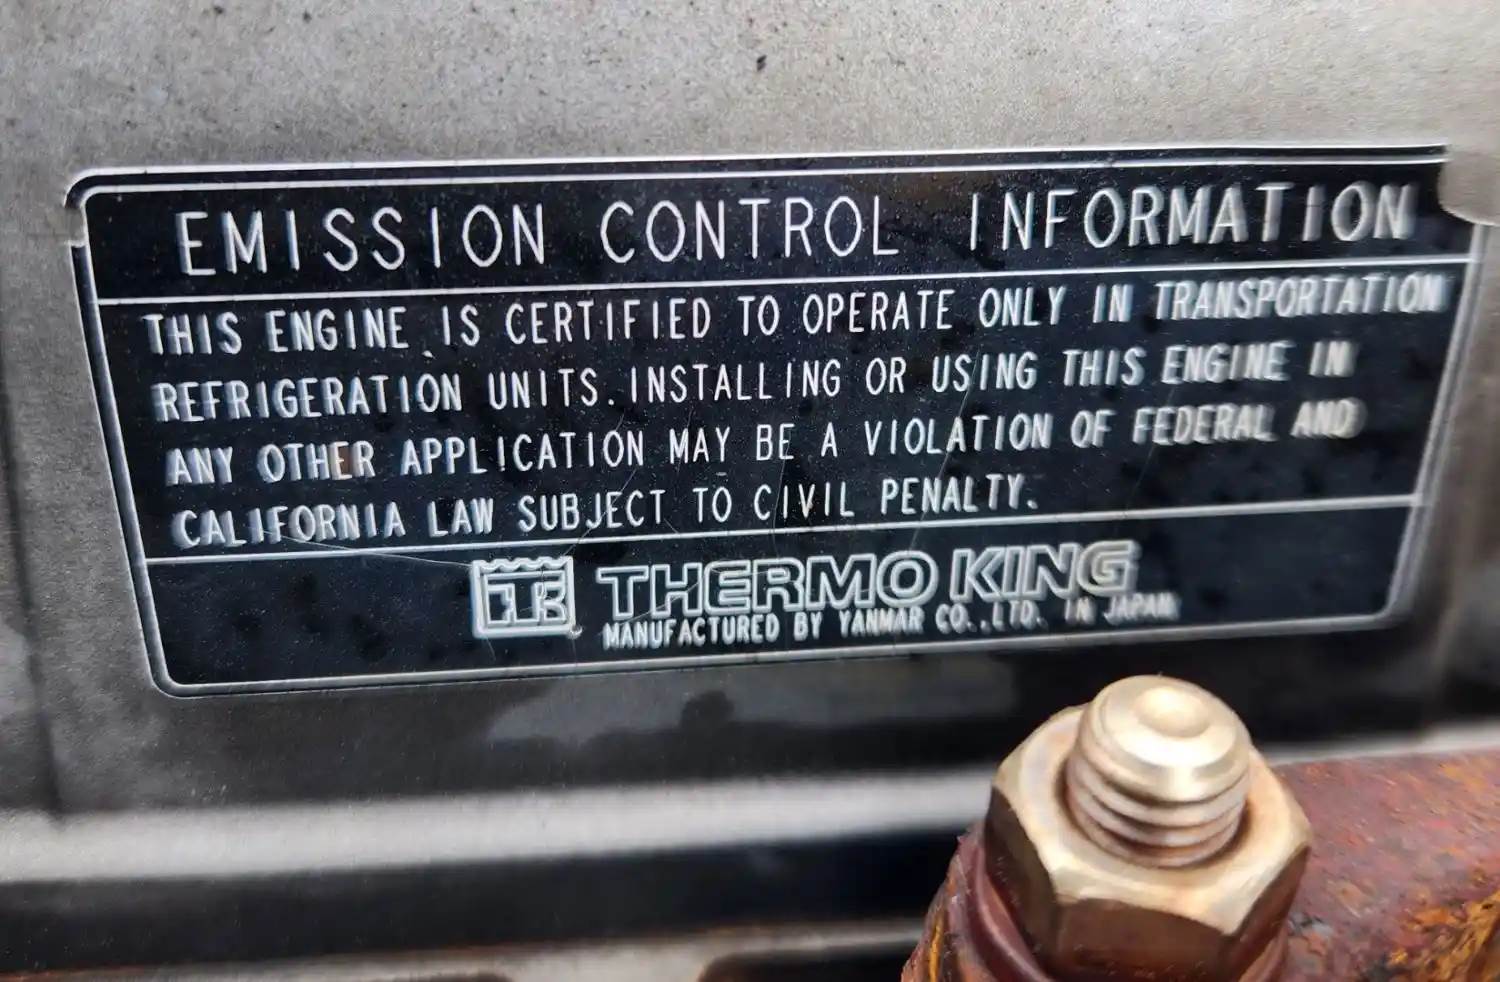 EMISSION CONTROL INFORMATION
THIS ENGINE IS CERTIFIED TO OPERATE ONLY IN TRANSPORTATION
REFRIGERATION UNITS. INSTALLING OR USING THIS ENGINE IN
ANY OTHER APPLICATION MAY BE A VIOLATION OF FEDERAL AND
CALIFORNIA LAW SUBJECT TO CIVIL PENALTY.
TK THERMO KING
MANUFACTURED BY YANMAR CO.,LTD. IN JAPAN